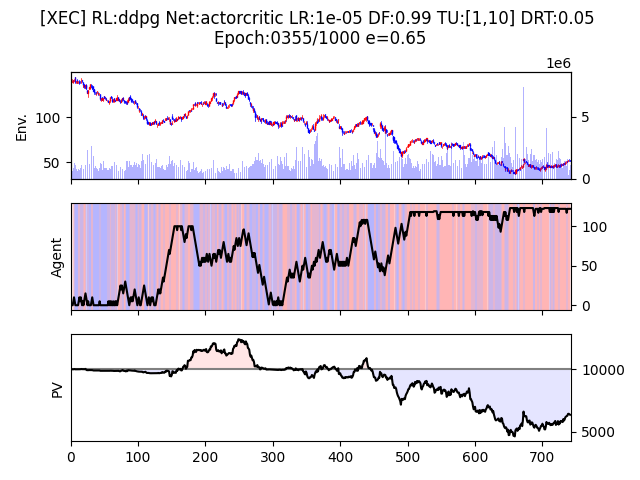 [XEC] RL:ddpg Net:actorcritic LR:1e-05 DF:0.99 TU:[1,10] DRT:0.05
Epoch:0355/1000 e=0.65
1e6
Env.
100
50
5
0
Agent
100
50
0
PV
10000
5000
0 100 200 300 400 500 600 700